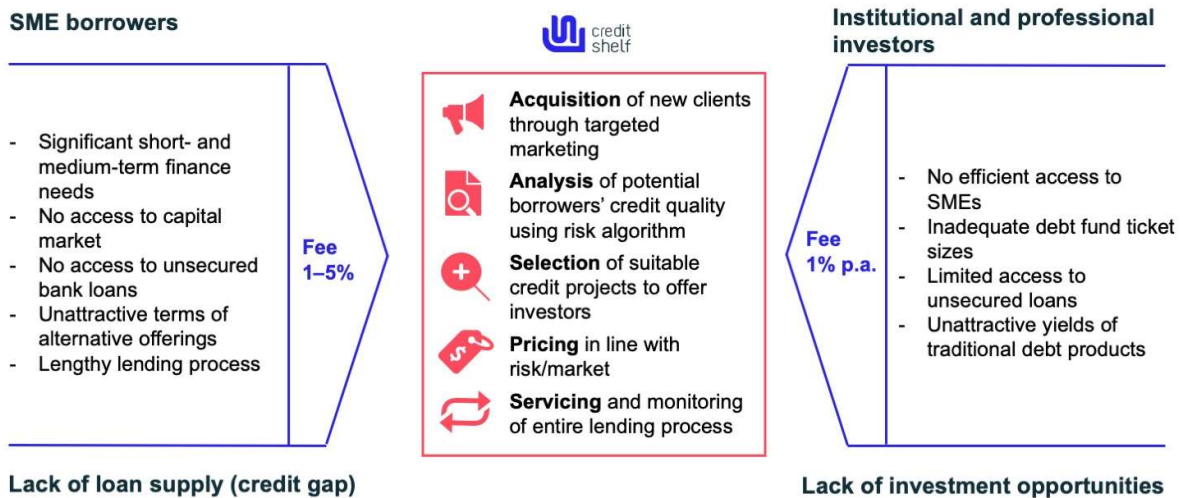 SME borrowers
- Significant short- and
medium-term finance
needs
- No access to capital
market
- No access to unsecured
bank loans
- Unattractive terms of
alternative offerings
- Lengthy lending process
Fee
1–5%
Lack of loan supply (credit gap)
credit
shelf
Acquisition of new clients
through targeted
marketing
Analysis of potential
borrowers’ credit quality
using risk algorithm
Selection of suitable
credit projects to offer
investors
$
Pricing in line with
risk/market
Servicing and monitoring
of entire lending process
Institutional and professional
investors
Fee
1% p.a.
- No efficient access to
SMEs
- Inadequate debt fund ticket
sizes
- Limited access to
unsecured loans
- Unattractive yields of
traditional debt products
Lack of investment opportunities